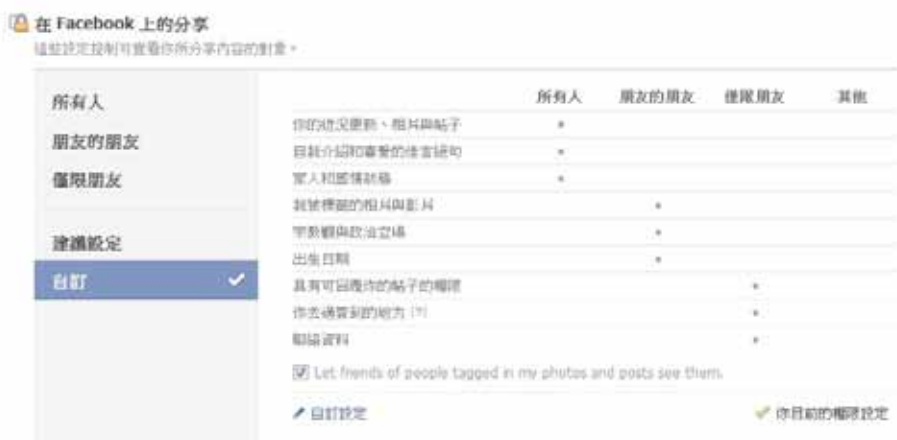 在 Facebook 上的分享
這些設定控制可查看你所分享內容的對象。
所有人
朋友的朋友
僅限朋友
建議設定
自訂
所有人 朋友的朋友 僅限朋友 其他
你的近況更新、相片與帖子
自我介紹和喜愛的佳言絕句
家人和感情狀態
我被標籤的相片與影片
宗教觀與政治立場
出生日期
具有可回覆你的帖子的權限
你去過簽到的地方 [?]
聯絡資料
Let friends of people tagged in my photos and posts see them.
自訂設定
你目前的權限設定